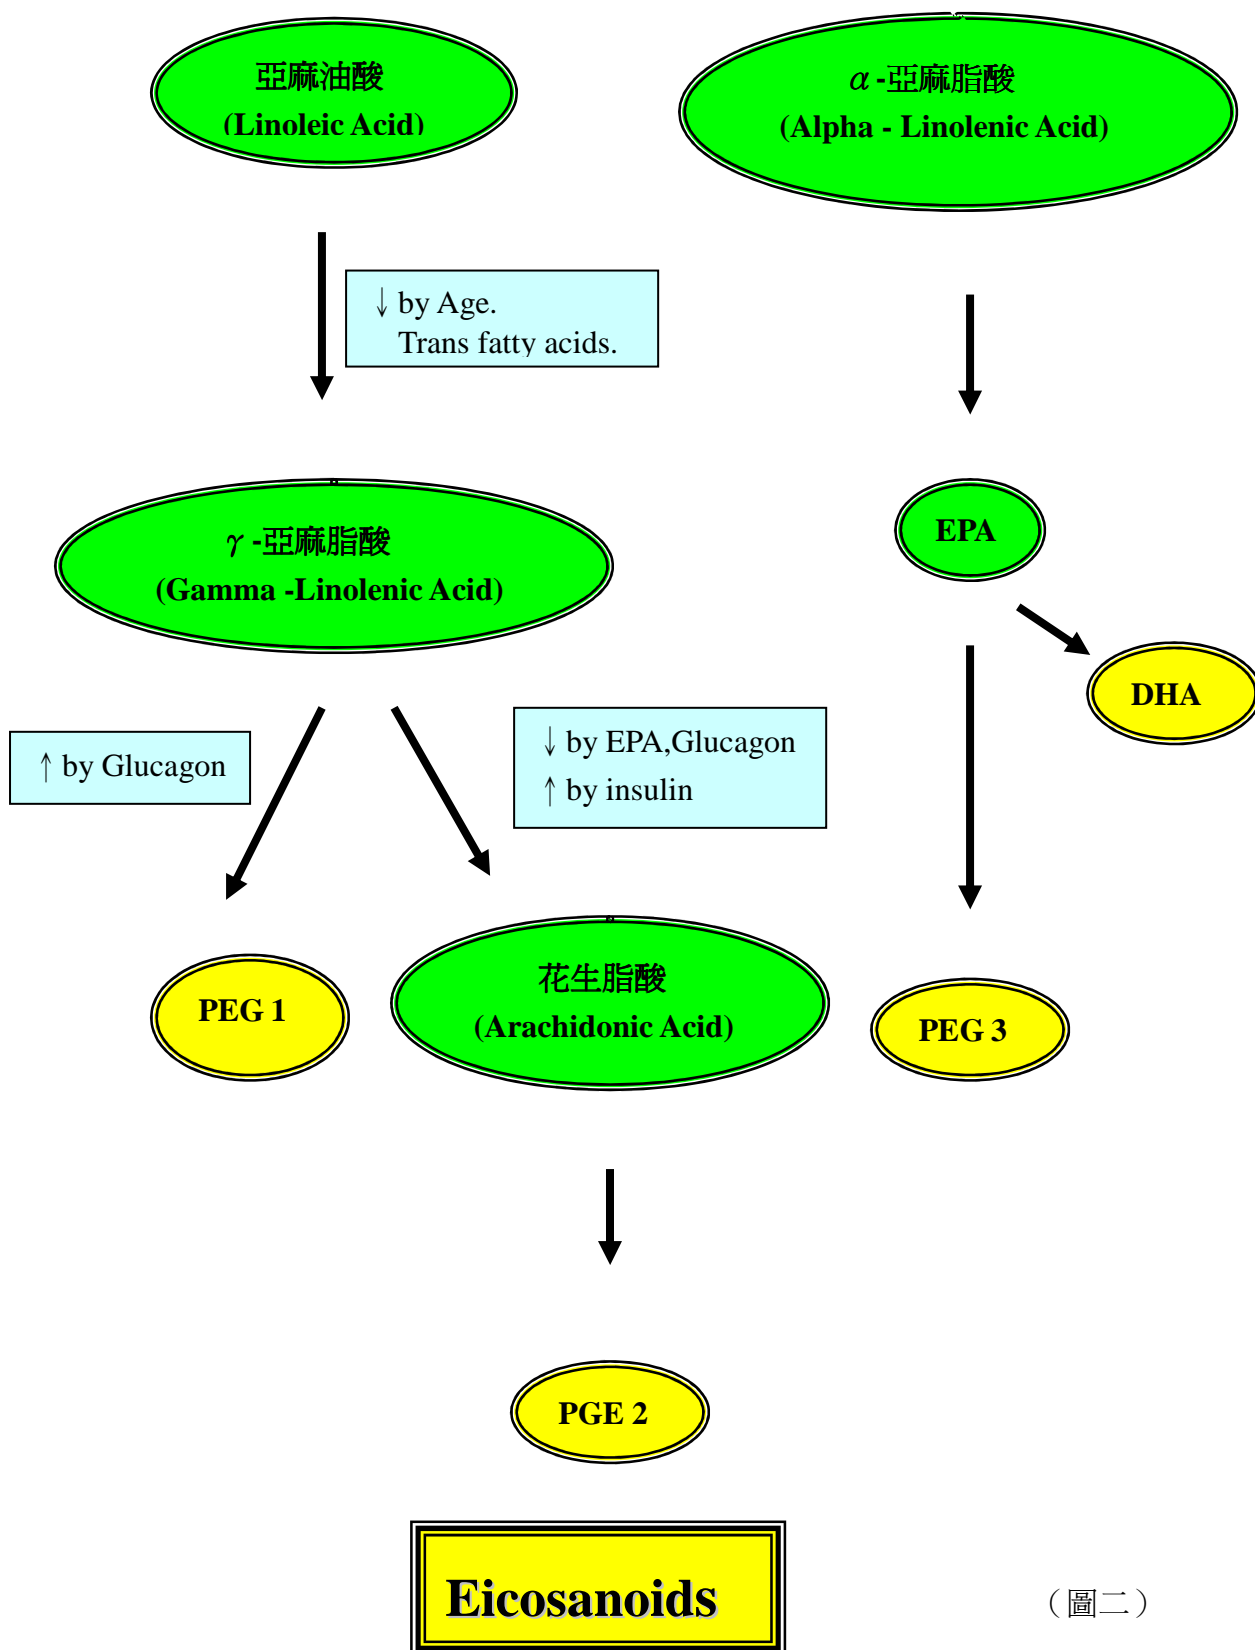 亞麻油酸
(Linoleic Acid)
α-亞麻脂酸
(Alpha - Linolenic Acid)
↓ by Age.
Trans fatty acids.
γ-亞麻脂酸
(Gamma -Linolenic Acid)
EPA
DHA
↑ by Glucagon
↓ by EPA,Glucagon
↑ by insulin
PEG 1
花生脂酸
(Arachidonic Acid)
PEG 3
PGE 2
Eicosanoids
（圖二）